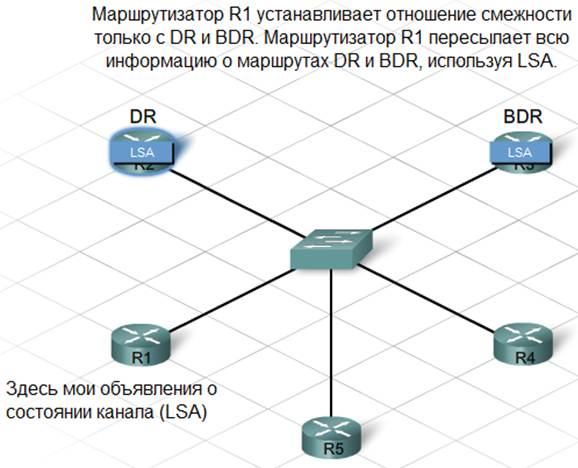 Маршрутизатор R1 устанавливает отношение смежности
только с DR и BDR. Маршрутизатор R1 пересылает всю
информацию о маршрутах DR и BDR, используя LSA.
DR
BDR
LSA
R2
LSA
R3
R1
R4
Здесь мои объявления о
состоянии канала (LSA)
R5